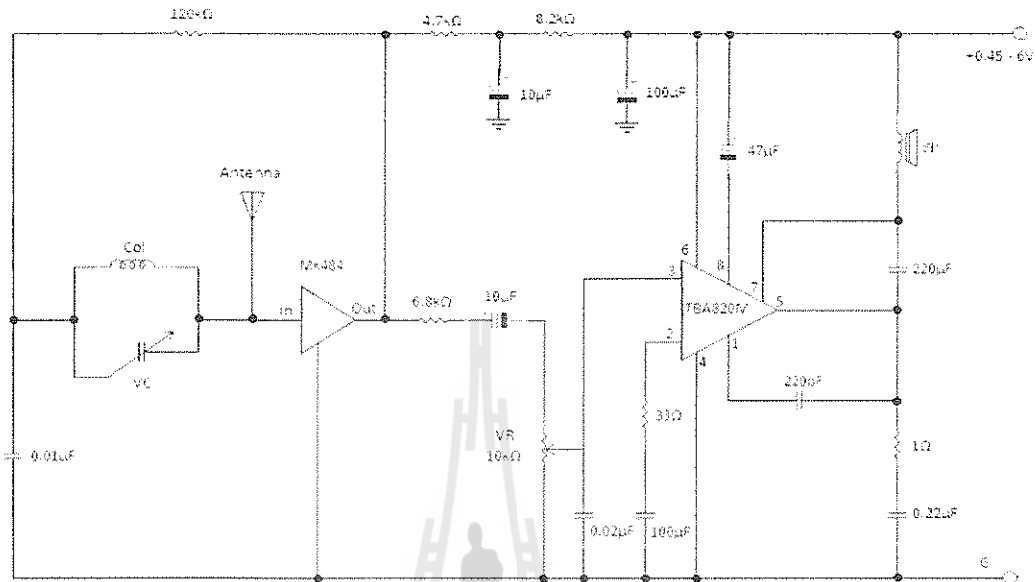 120kΩ
4.7kΩ
8.2kΩ
+0.45 - 6V
10µF
100µF
47µF
Antenna
Coil
Mk484
In
Out
6.8kΩ
10µF
VC
6
8
3
7
TBA820M
5
2
1
4
220µF
220pF
33Ω
1Ω
VR
10kΩ
0.01µF
0.02µF
100µF
0.22µF
G